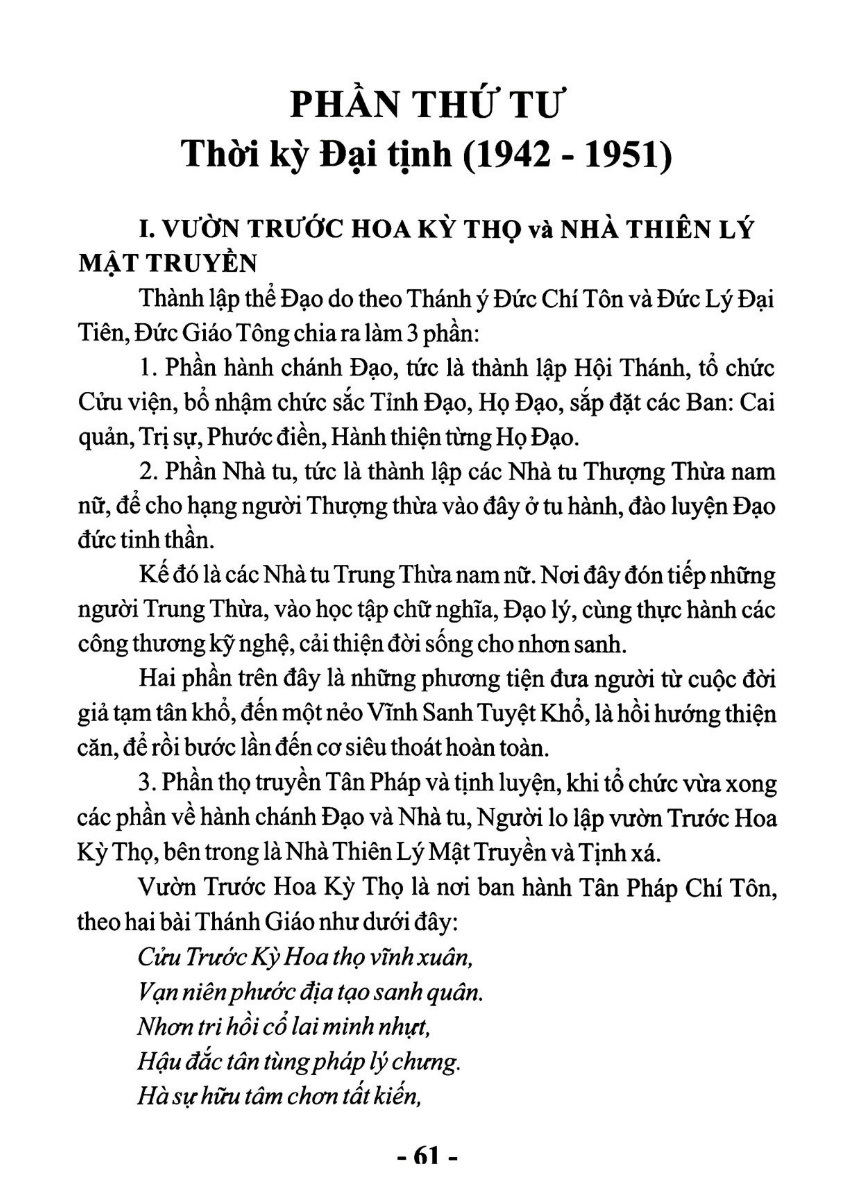 PHẦN THỨ TƯ
Thời kỳ Đại tịnh (1942 - 1951)
I. VƯỜN TRƯỚC HOA KỲ THỌ và NHÀ THIÊN LÝ
MẬT TRUYỀN
Thành lập thể Đạo do theo Thánh ý Đức Chí Tôn và Đức Lý Đại
Tiên, Đức Giáo Tông chia ra làm 3 phần:
1. Phần hành chánh Đạo, tức là thành lập Hội Thánh, tổ chức
Cửu viện, bổ nhậm chức sắc Tỉnh Đạo, Họ Đạo, sắp đặt các Ban: Cai
quản, Trị sự, Phước điền, Hành thiện từng Họ Đạo.
2. Phần Nhà tu, tức là thành lập các Nhà tu Thượng Thừa nam
nữ, để cho hạng người Thượng thừa vào đây ở tu hành, đào luyện Đạo
đức tinh thần.
Kế đó là các Nhà tu Trung Thừa nam nữ. Nơi đây đón tiếp những
người Trung Thừa, vào học tập chữ nghĩa, Đạo lý, cùng thực hành các
công thương kỹ nghệ, cải thiện đời sống cho nhơn sanh.
Hai phần trên đây là những phương tiện đưa người từ cuộc đời
giả tạm tân khổ, đến một nẻo Vĩnh Sanh Tuyệt Khổ, là hồi hướng thiện
căn, để rồi bước lần đến cơ siêu thoát hoàn toàn.
3. Phần thọ truyền Tân Pháp và tịnh luyện, khi tổ chức vừa xong
các phần về hành chánh Đạo và Nhà tu, Người lo lập vườn Trước Hoa
Kỳ Thọ, bên trong là Nhà Thiên Lý Mật Truyền và Tịnh xá.
Vườn Trước Hoa Kỳ Thọ là nơi ban hành Tân Pháp Chí Tôn,
theo hai bài Thánh Giáo như dưới đây:
Cửu Trước Kỳ Hoa thọ vĩnh xuân,
Vạn niên phước địa tạo sanh quân.
Nhơn tri hồi cổ lai minh nhựt,
Hậu đắc tân tùng pháp lý chưng.
Hà sự hữu tâm chơn tất kiến,
- 61 -